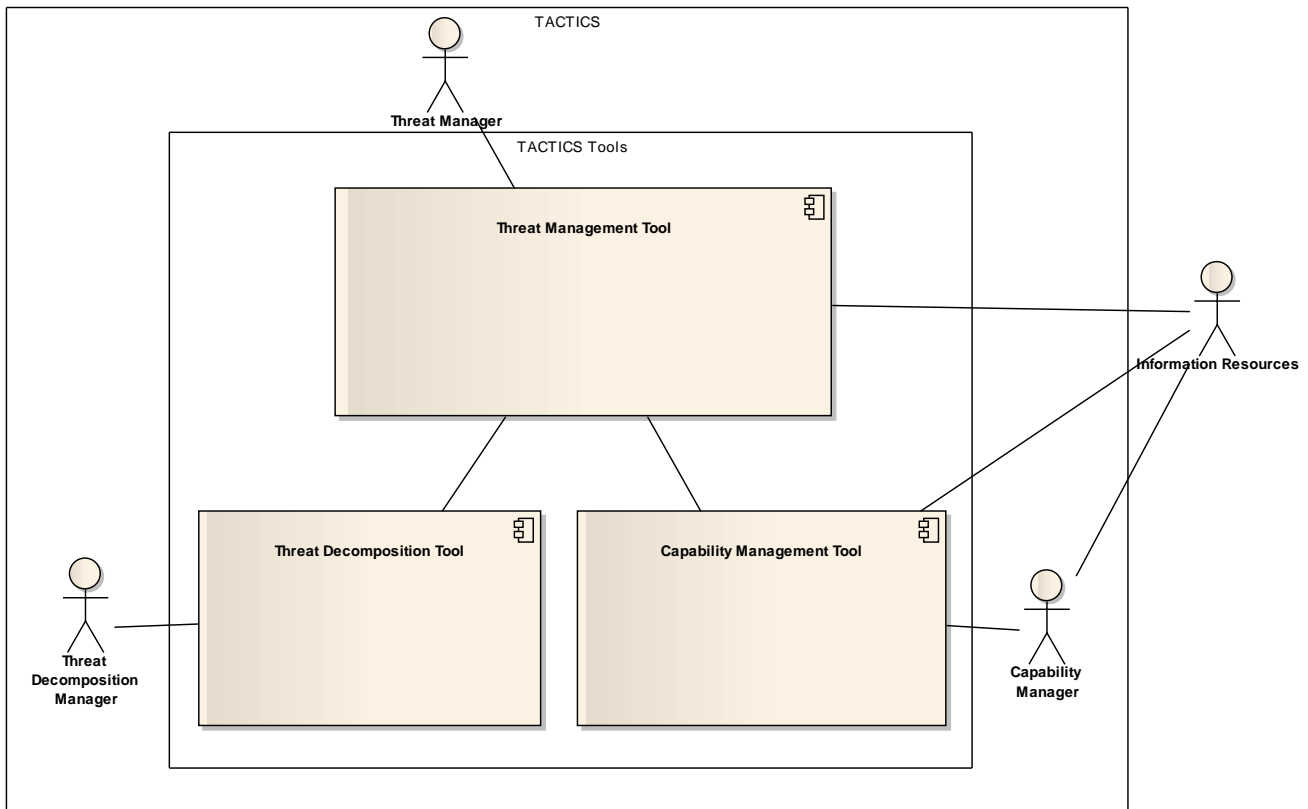 TACTICS
Threat Manager
TACTICS Tools
Threat Management Tool
Information Resources
Threat Decomposition Tool
Capability Management Tool
Threat
Decomposition
Manager
Capability
Manager